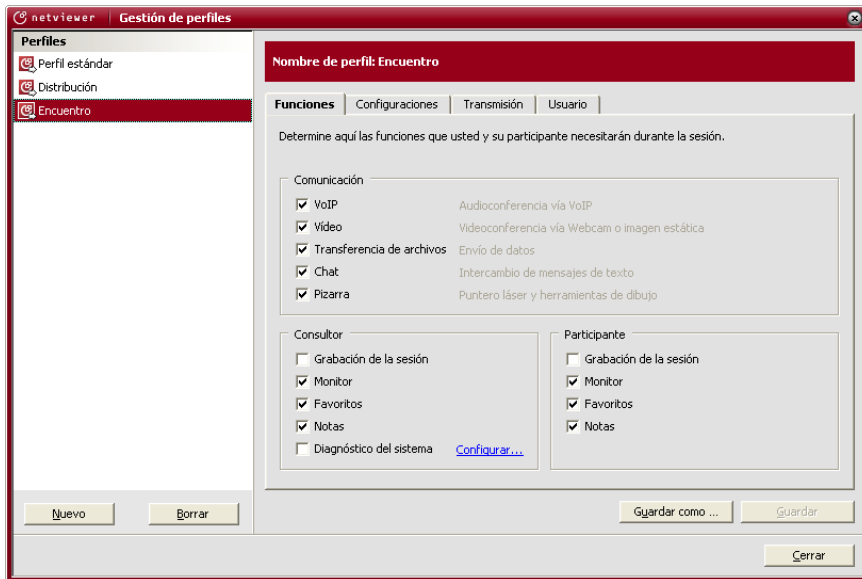 netviewer Gestión de perfiles
Perfiles
Perfil estándar
Distribución
Encuentro
Nuevo Borrar
Nombre de perfil: Encuentro
Funciones Configuraciones Transmisión Usuario
Determine aquí las funciones que usted y su participante necesitarán durante la sesión.
Comunicación
VoIP Audioconferencia vía VoIP
Vídeo Videoconferencia vía Webcam o imagen estática
Transferencia de archivos Envío de datos
Chat Intercambio de mensajes de texto
Pizarra Puntero láser y herramientas de dibujo
Consultor
Grabación de la sesión
Monitor
Favoritos
Notas
Diagnóstico del sistema Configurar...
Participante
Grabación de la sesión
Monitor
Favoritos
Notas
Guardar como ... Guardar
Cerrar